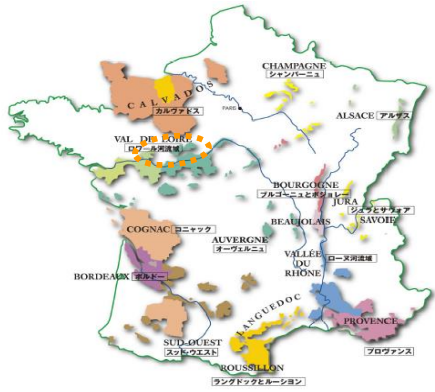 CHAMPAGNE
シャンパーニュ
CALVADOS
カルヴァドス
PARIS
ALSACE アルザス
VAL DE LOIRE
ロワール河流域
BOURGOGNE
ブルゴーニュとボジョレー
JURA
ジュラとサヴォア
SAVOIE
BEAUJOLAIS
COGNAC コニャック
AUVERGNE
オーヴェルニュ
VALLÉE
DU
RHÔNE
ローヌ河流域
BORDEAUX ボルドー
LANGUEDOC
PROVENCE
プロヴァンス
SUD-OUEST
スッド・ウエスト
ROUSSILLON
ラングドックとルーション